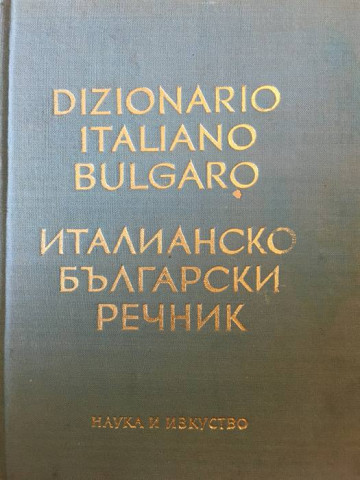 DIZIONARIO
ITALIANO
BULGARO
ИТАЛИАНСКО
БЪЛГАРСКИ
РЕЧНИК
НАУКА И ИЗКУСТВО